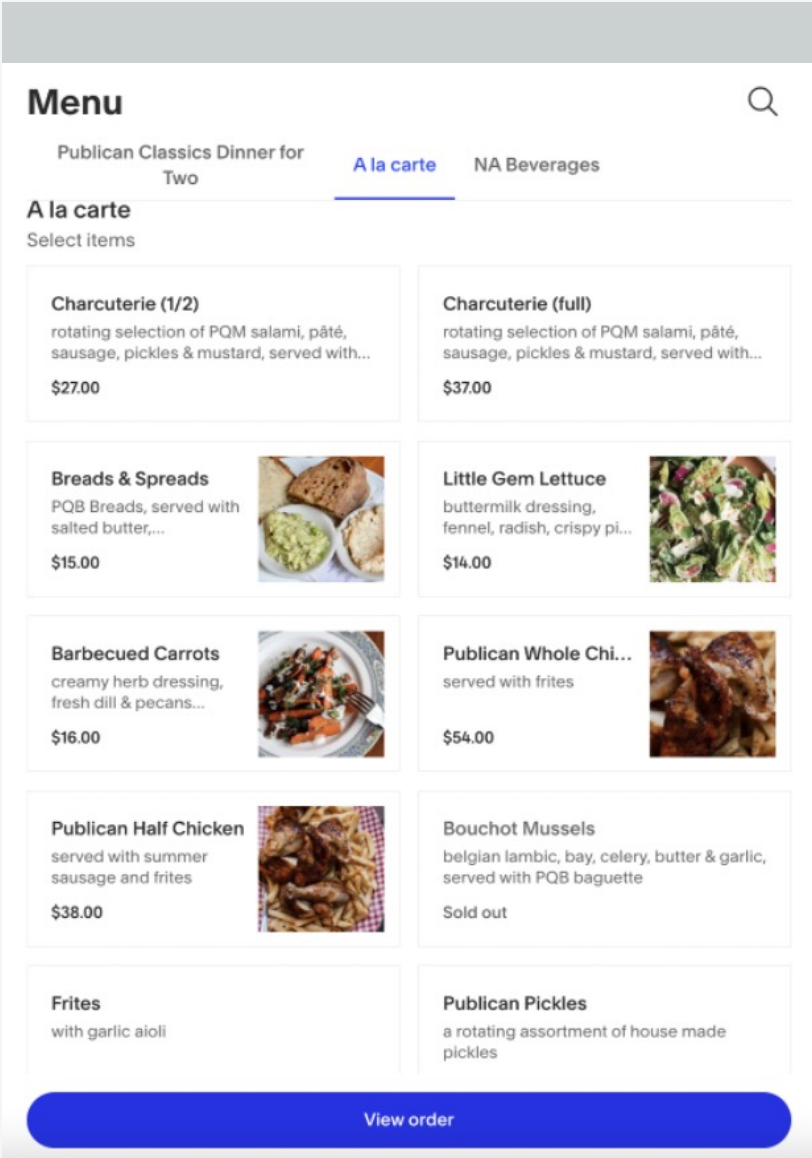 Menu
Publican Classics Dinner for
Two
A la carte
NA Beverages
A la carte
Select items
Charcuterie (1/2)
rotating selection of PQM salami, pâté,
sausage, pickles & mustard, served with...
$27.00
Charcuterie (full)
rotating selection of PQM salami, pâté,
sausage, pickles & mustard, served with...
$37.00
Breads & Spreads
PQB Breads, served with
salted butter,...
$15.00
Little Gem Lettuce
buttermilk dressing,
fennel, radish, crispy pi...
$14.00
Barbecued Carrots
creamy herb dressing,
fresh dill & pecans...
$16.00
Publican Whole Chi...
served with frites
$54.00
Publican Half Chicken
served with summer
sausage and frites
$38.00
Bouchot Mussels
belgian lambic, bay, celery, butter & garlic,
served with PQB baguette
Sold out
Frites
with garlic aioli
Publican Pickles
a rotating assortment of house made
pickles
View order